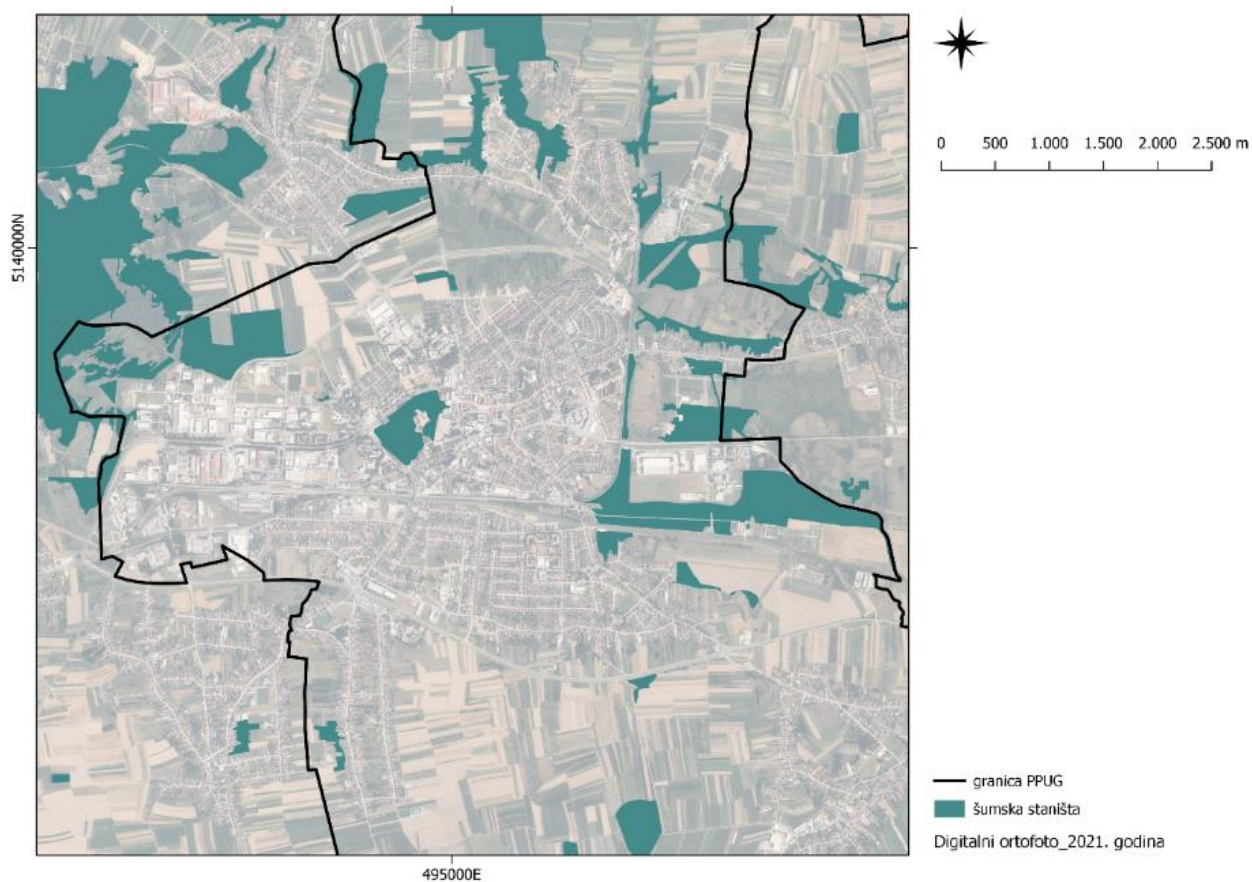 0 500 1.000 1.500 2.000 2.500 m
5140000N
granica PPUG
šumska staništa
Digitalni ortofoto_2021. godina
495000E